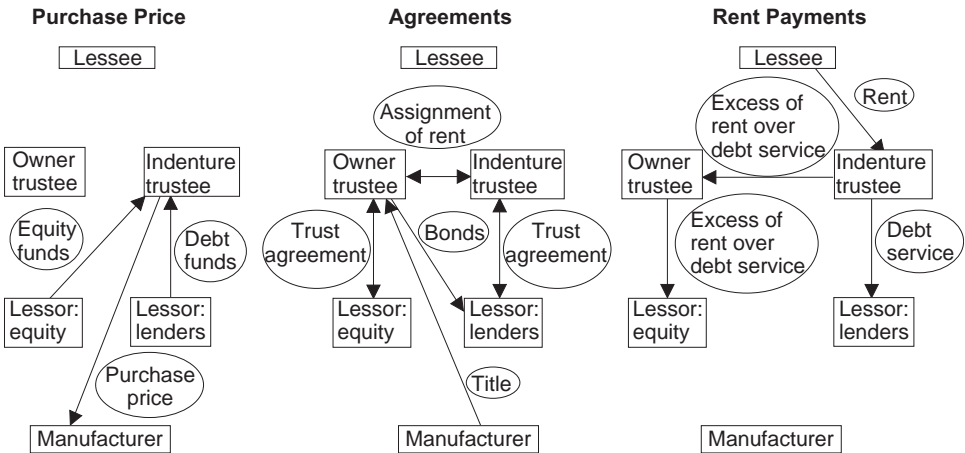 Purchase Price
Lessee
Owner
trustee
Indenture
trustee
Equity
funds
Debt
funds
Lessor:
equity
Lessor:
lenders
Purchase
price
Manufacturer
Agreements
Lessee
Assignment
of rent
Owner
trustee
Indenture
trustee
Trust
agreement
Bonds
Trust
agreement
Lessor:
equity
Lessor:
lenders
Title
Manufacturer
Rent Payments
Lessee
Excess of
rent over
debt service
Rent
Owner
trustee
Indenture
trustee
Excess of
rent over
debt service
Debt
service
Lessor:
equity
Lessor:
lenders
Manufacturer